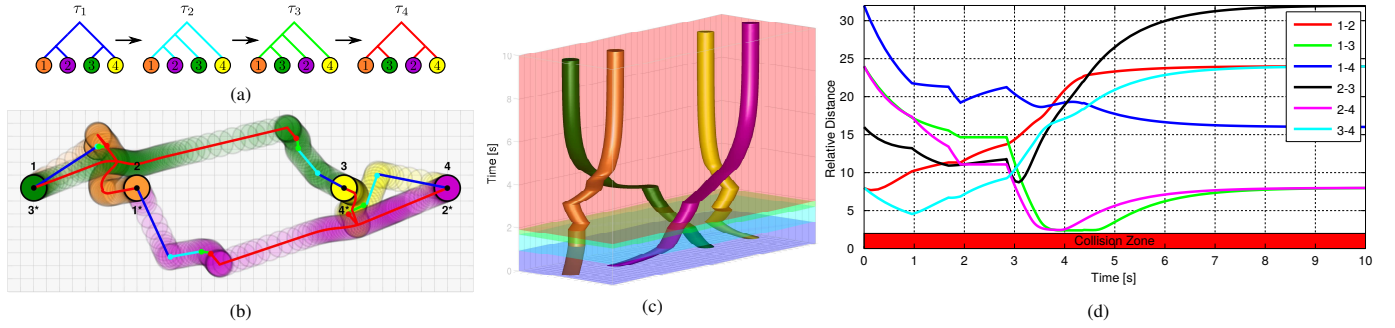 τ1 τ2 τ3 τ4
1 2 3 4 1 2 3 4 1 3 2 4 1 3 2 4
(a)
1 2 3 4
3* 1* 4* 2*
(b)
10
8
6
4
2
0
Time [s]
(c)
30
25
20
15
10
5
0
Relative Distance
1-2
1-3
1-4
2-3
2-4
3-4
Collision Zone
0 1 2 3 4 5 6 7 8 9 10
Time [s]
(d)